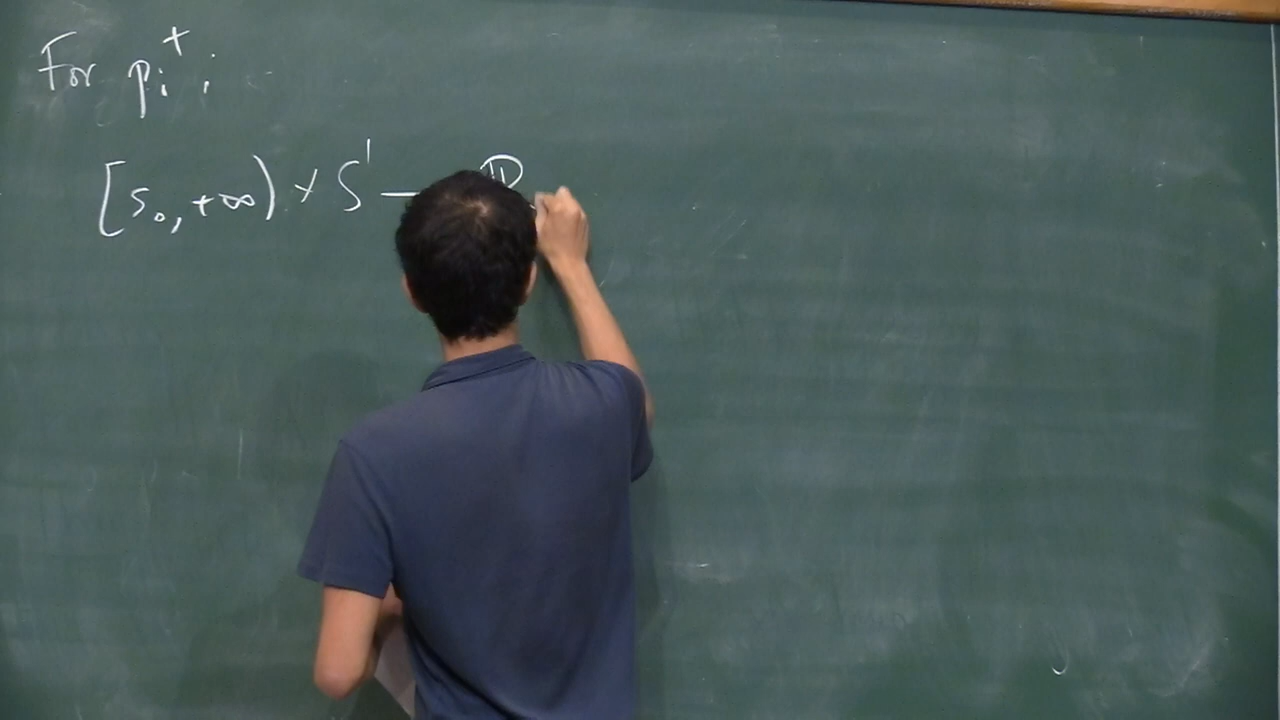 For pᵢ⁺,
[s₀, +∞) × S¹ — D